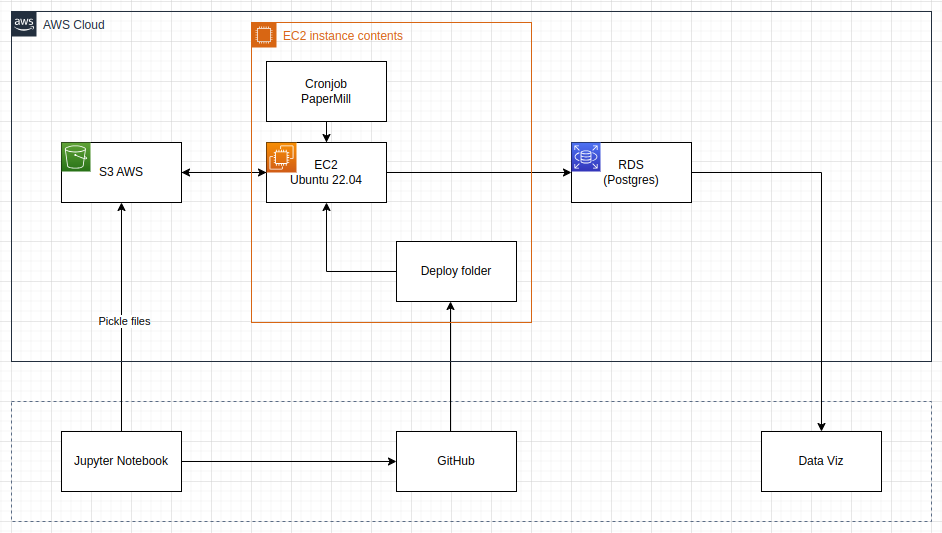 aws
AWS Cloud
EC2 instance contents
Cronjob
PaperMill
S3 AWS
EC2
Ubuntu 22.04
RDS
(Postgres)
Deploy folder
Pickle files
Jupyter Notebook
GitHub
Data Viz